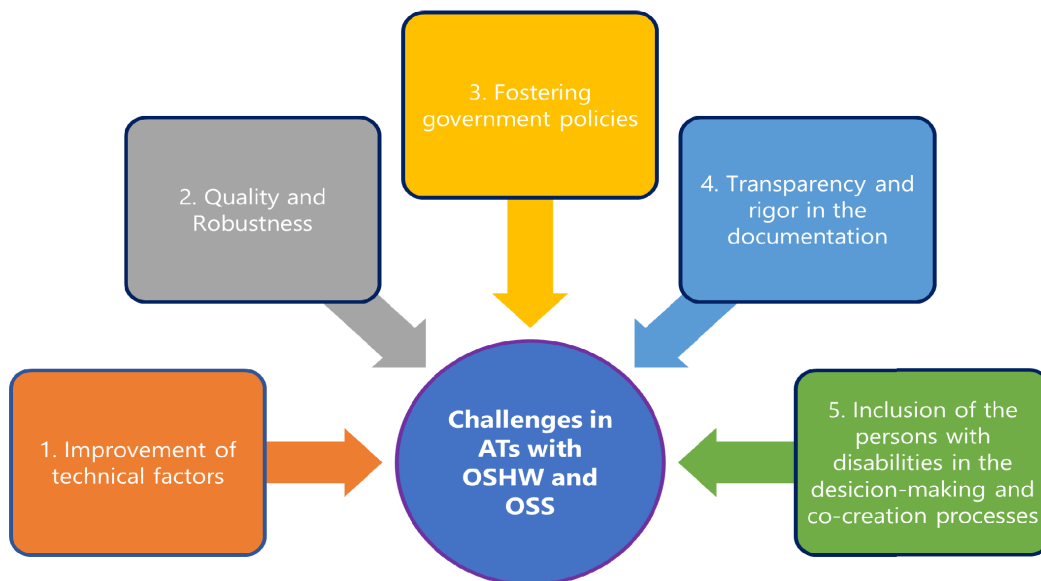 1. Improvement of
technical factors
2. Quality and
Robustness
3. Fostering
government policies
4. Transparency and
rigor in the
documentation
5. Inclusion of the
persons with
disabilities in the
desicion-making and
co-creation processes
Challenges in
ATs with
OSHW and
OSS